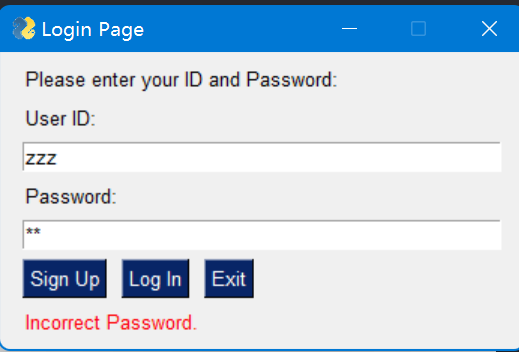 Login Page
Please enter your ID and Password:
User ID:
zzz
Password:
**
Sign Up Log In Exit
Incorrect Password.